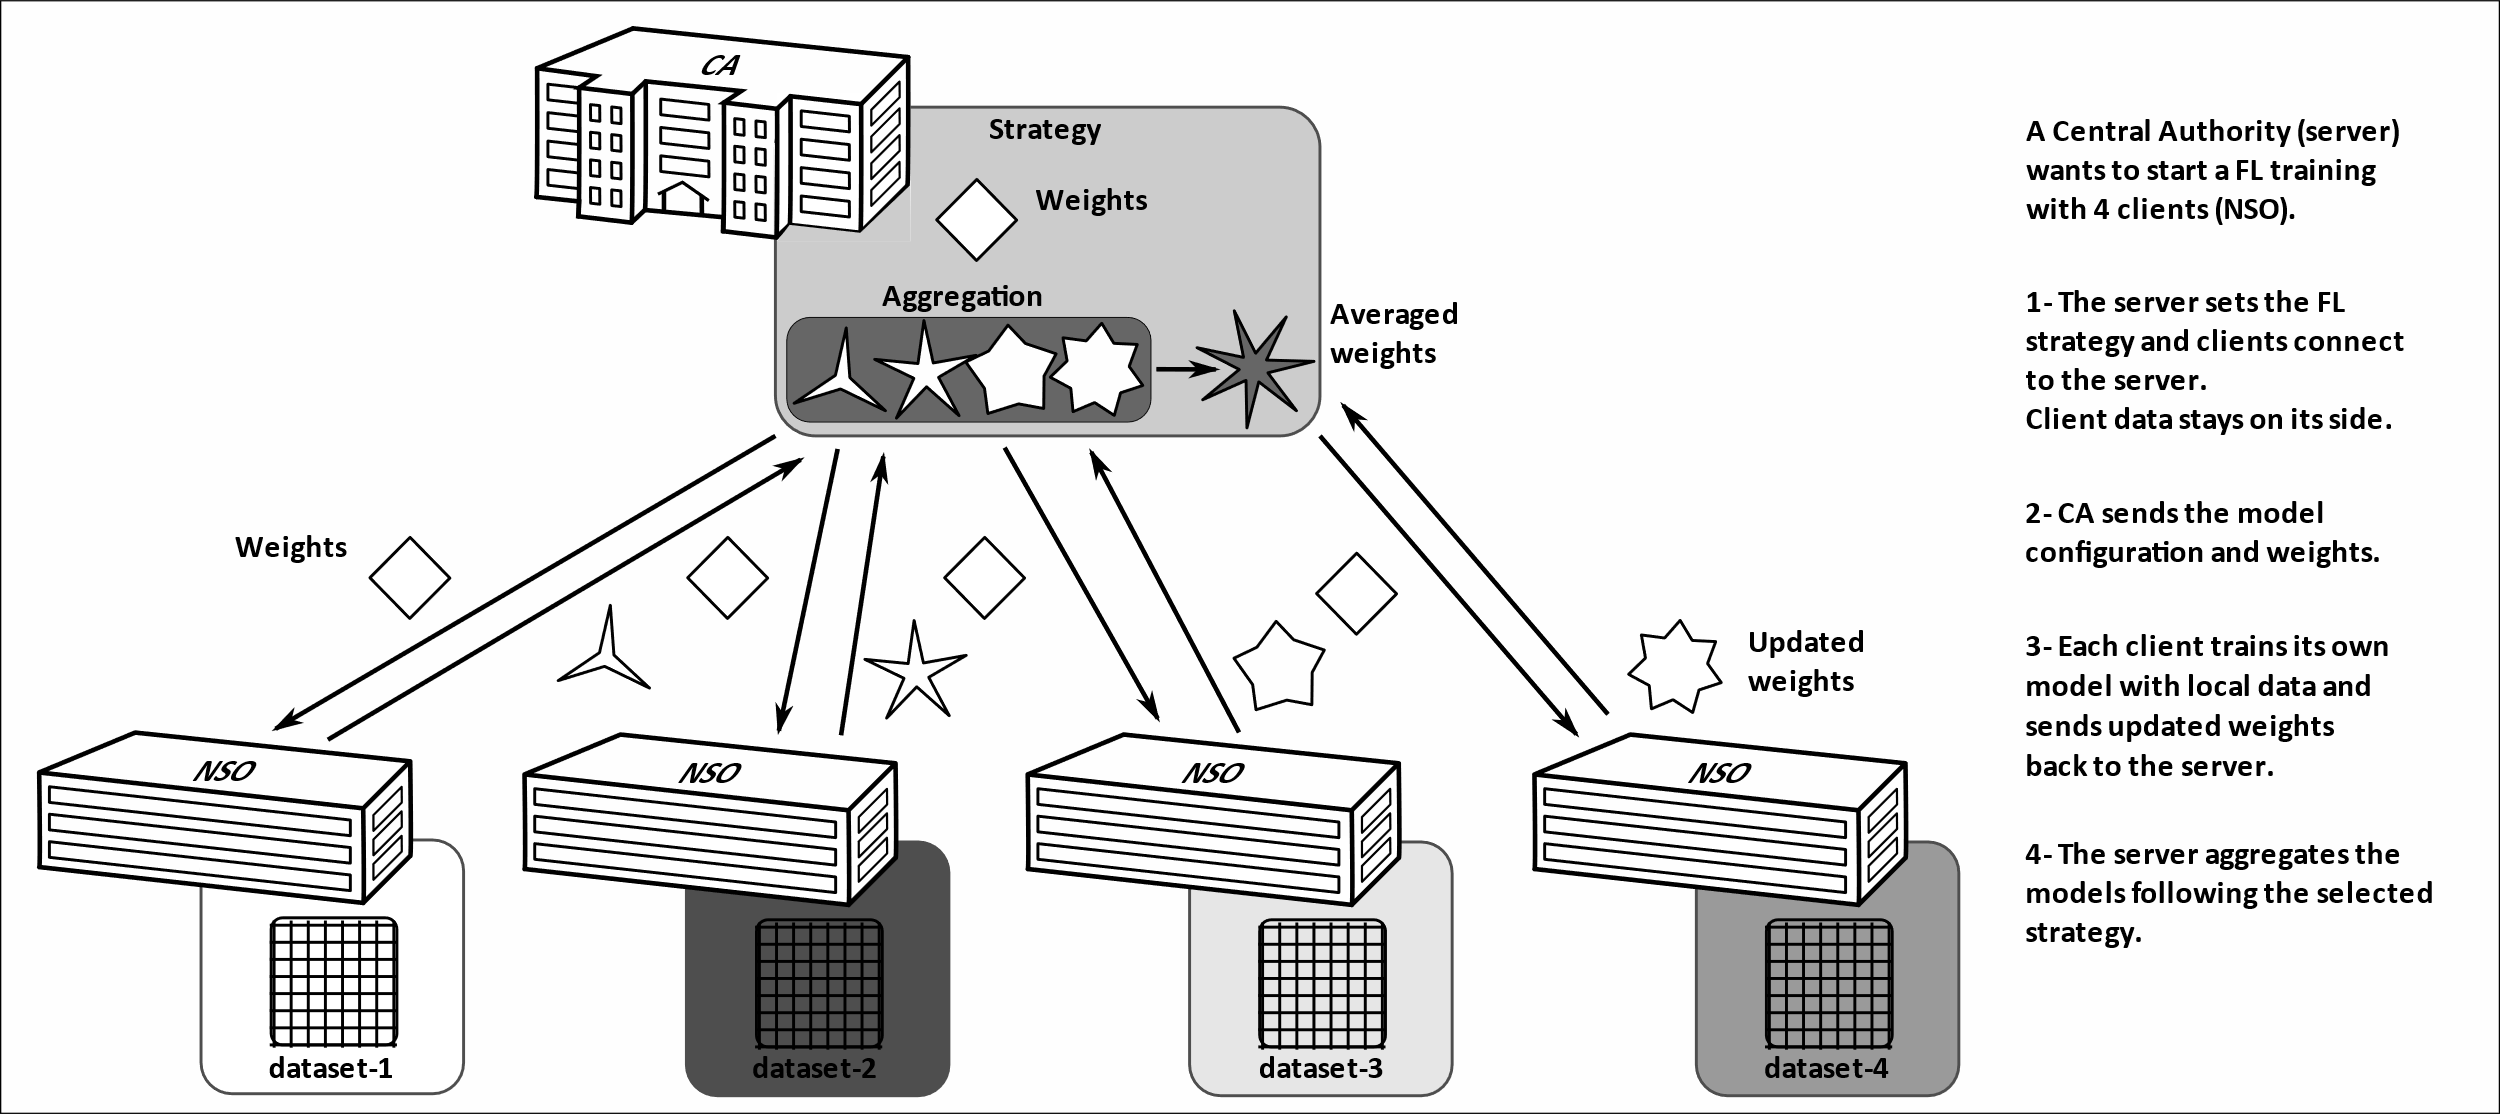 CA
Strategy
Weights
Aggregation
Averaged
weights
Weights
Updated
weights
NSO
NSO
NSO
NSO
dataset-1
dataset-2
dataset-3
dataset-4
A Central Authority (server)
wants to start a FL training
with 4 clients (NSO).
1- The server sets the FL
strategy and clients connect
to the server.
Client data stays on its side.
2- CA sends the model
configuration and weights.
3- Each client trains its own
model with local data and
sends updated weights
back to the server.
4- The server aggregates the
models following the selected
strategy.